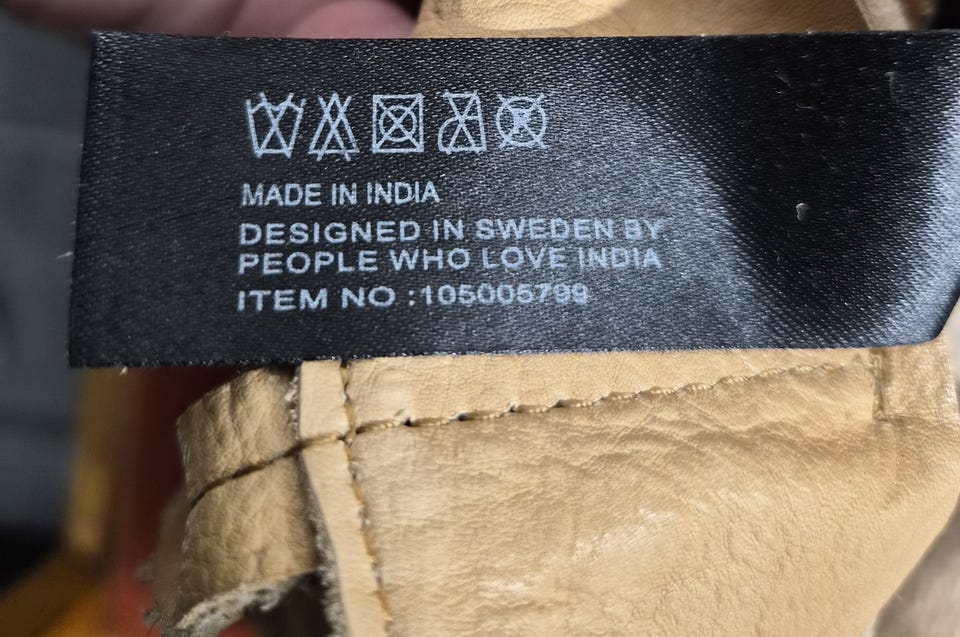 MADE IN INDIA
DESIGNED IN SWEDEN BY
PEOPLE WHO LOVE INDIA
ITEM NO :105005799